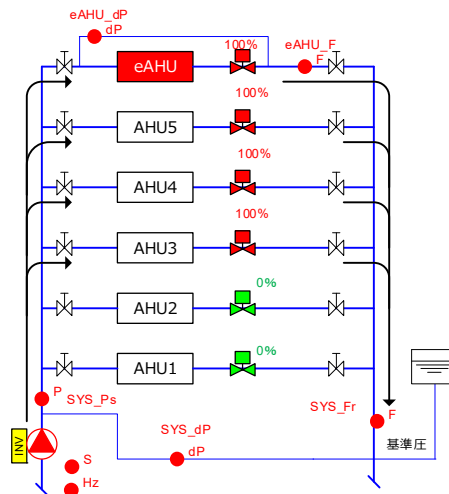 eAHU_dP
dP
100%
eAHU_F
F
eAHU
100%
AHU5
100%
AHU4
100%
AHU3
0%
AHU2
0%
AHU1
P
SYS_Ps
SYS_Fr
F
SYS_dP
基準圧
INV
dP
S
Hz